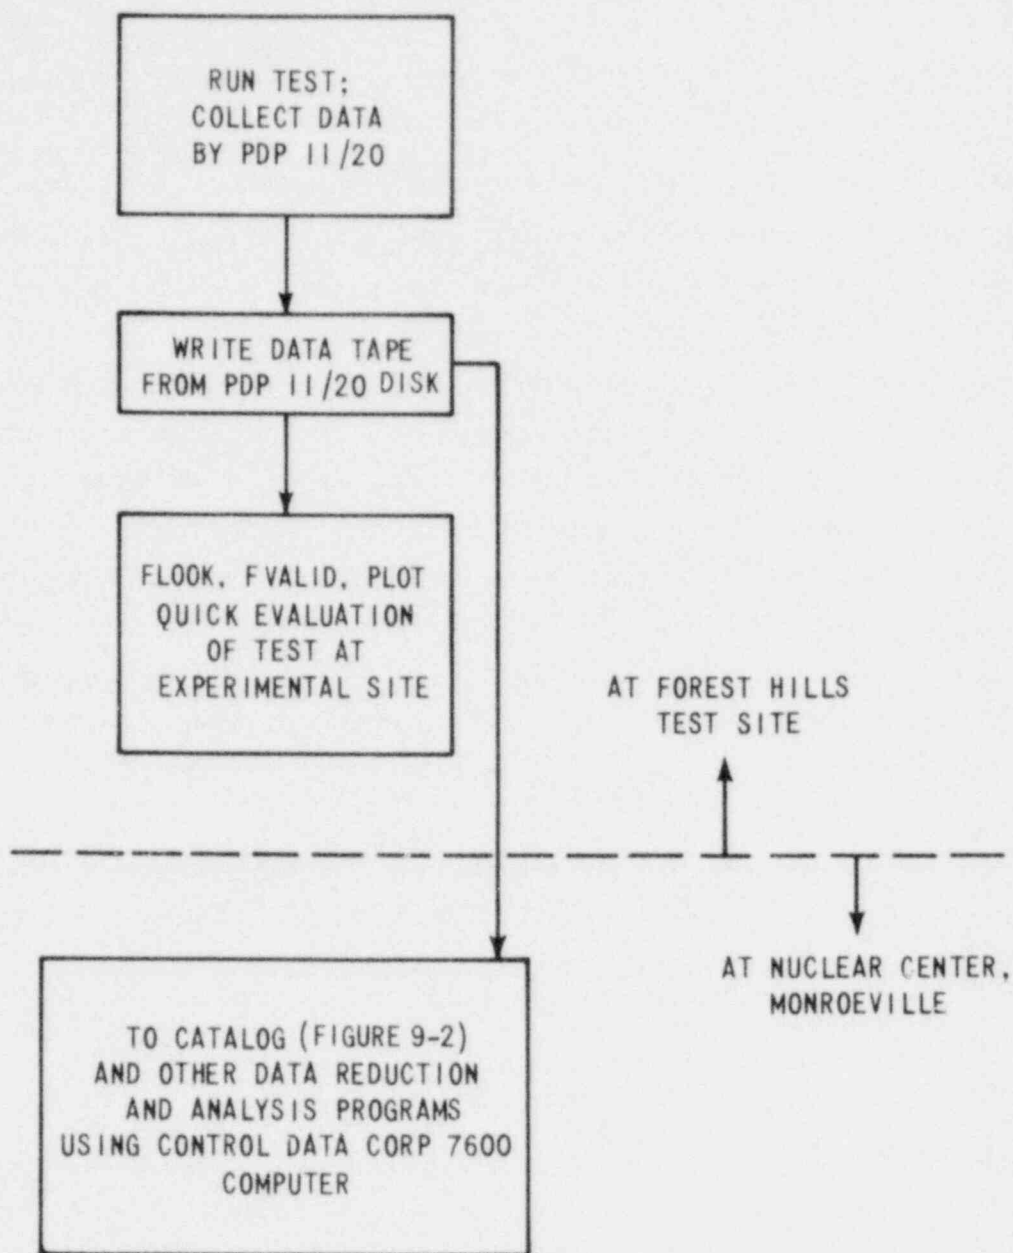 RUN TEST;
COLLECT DATA
BY PDP 11/20
WRITE DATA TAPE
FROM PDP 11/20 DISK
FLOOK, FVALID, PLOT
QUICK EVALUATION
OF TEST AT
EXPERIMENTAL SITE
AT FOREST HILLS
TEST SITE
AT NUCLEAR CENTER,
MONROEVILLE
TO CATALOG (FIGURE 9-2)
AND OTHER DATA REDUCTION
AND ANALYSIS PROGRAMS
USING CONTROL DATA CORP 7600
COMPUTER